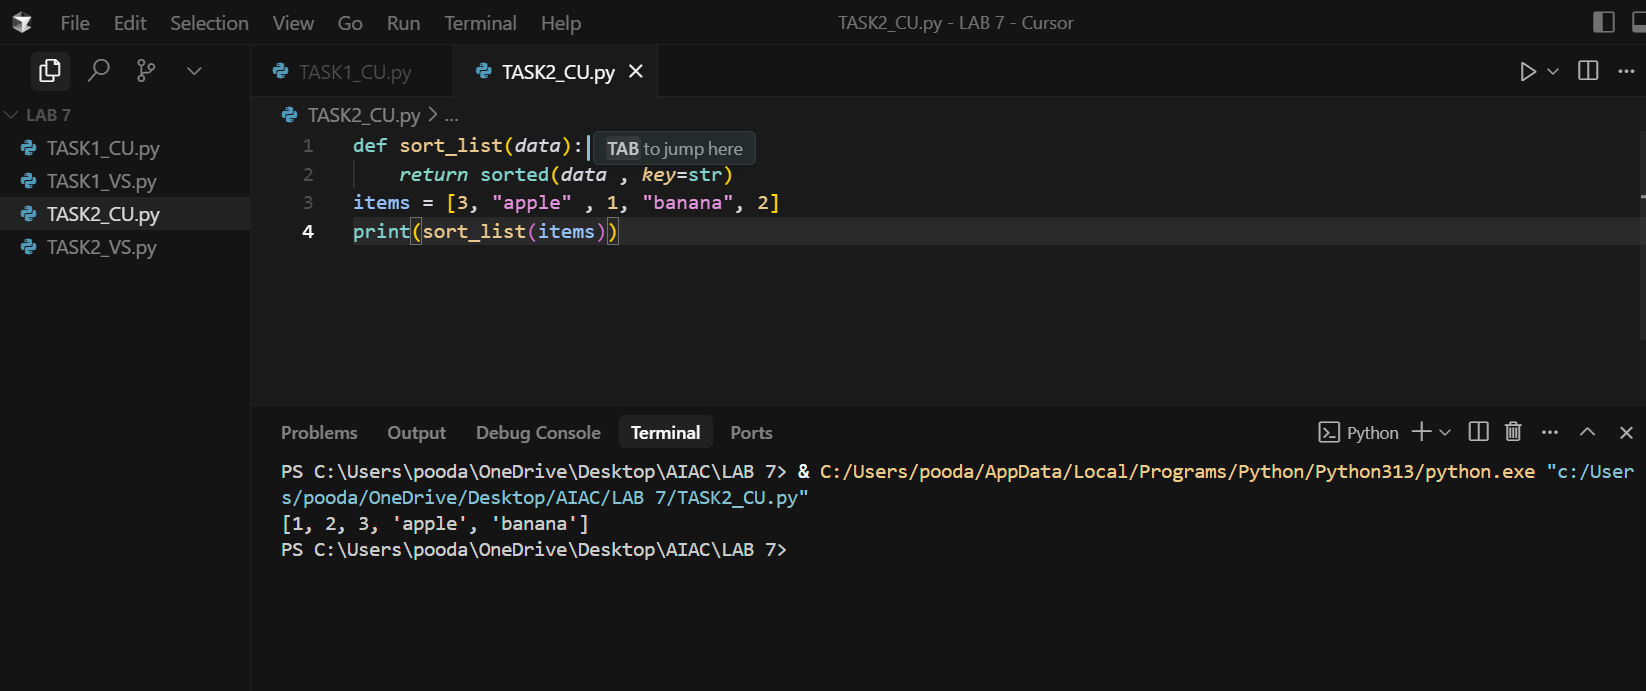 File Edit Selection View Go Run Terminal Help TASK2_CU.py - LAB 7 - Cursor
TASK1_CU.py TASK2_CU.py
LAB 7
TASK1_CU.py
TASK1_VS.py
TASK2_CU.py
TASK2_VS.py
TASK2_CU.py > ...
1 def sort_list(data): TAB to jump here
2 return sorted(data , key=str)
3 items = [3, "apple" , 1, "banana", 2]
4 print(sort_list(items))
Problems Output Debug Console Terminal Ports Python
PS C:\Users\pooda\OneDrive\Desktop\AIAC\LAB 7> & C:/Users/pooda/AppData/Local/Programs/Python/Python313/python.exe "c:/User
s/pooda/OneDrive/Desktop/AIAC/LAB 7/TASK2_CU.py"
[1, 2, 3, 'apple', 'banana']
PS C:\Users\pooda\OneDrive\Desktop\AIAC\LAB 7>